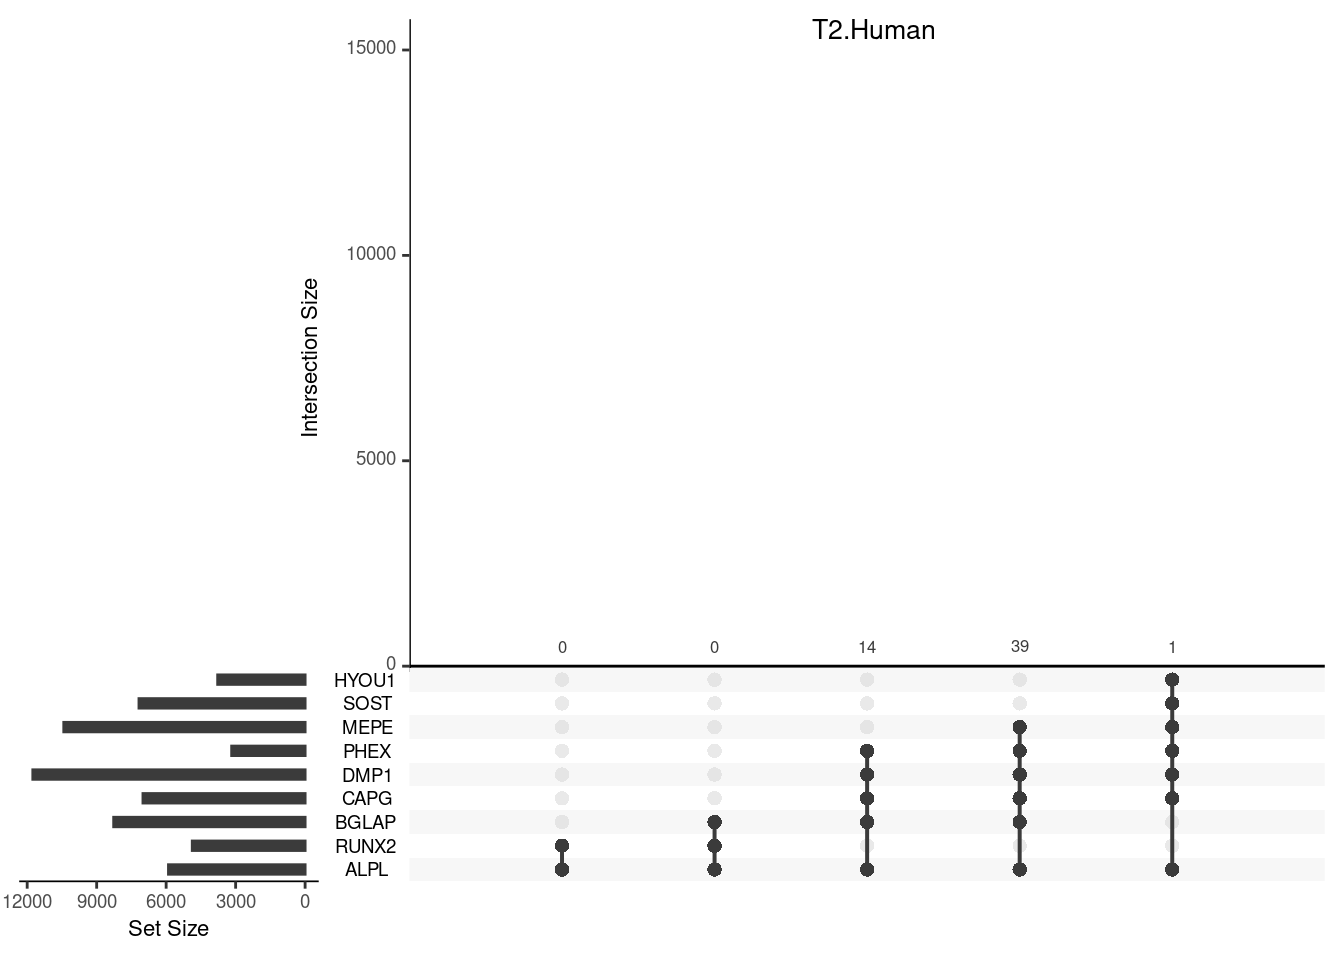 T2.Human
15000
10000
5000
0
Intersection Size
0 0 14 39 1
HYOU1
SOST
MEPE
PHEX
DMP1
CAPG
BGLAP
RUNX2
ALPL
12000 9000 6000 3000 0
Set Size